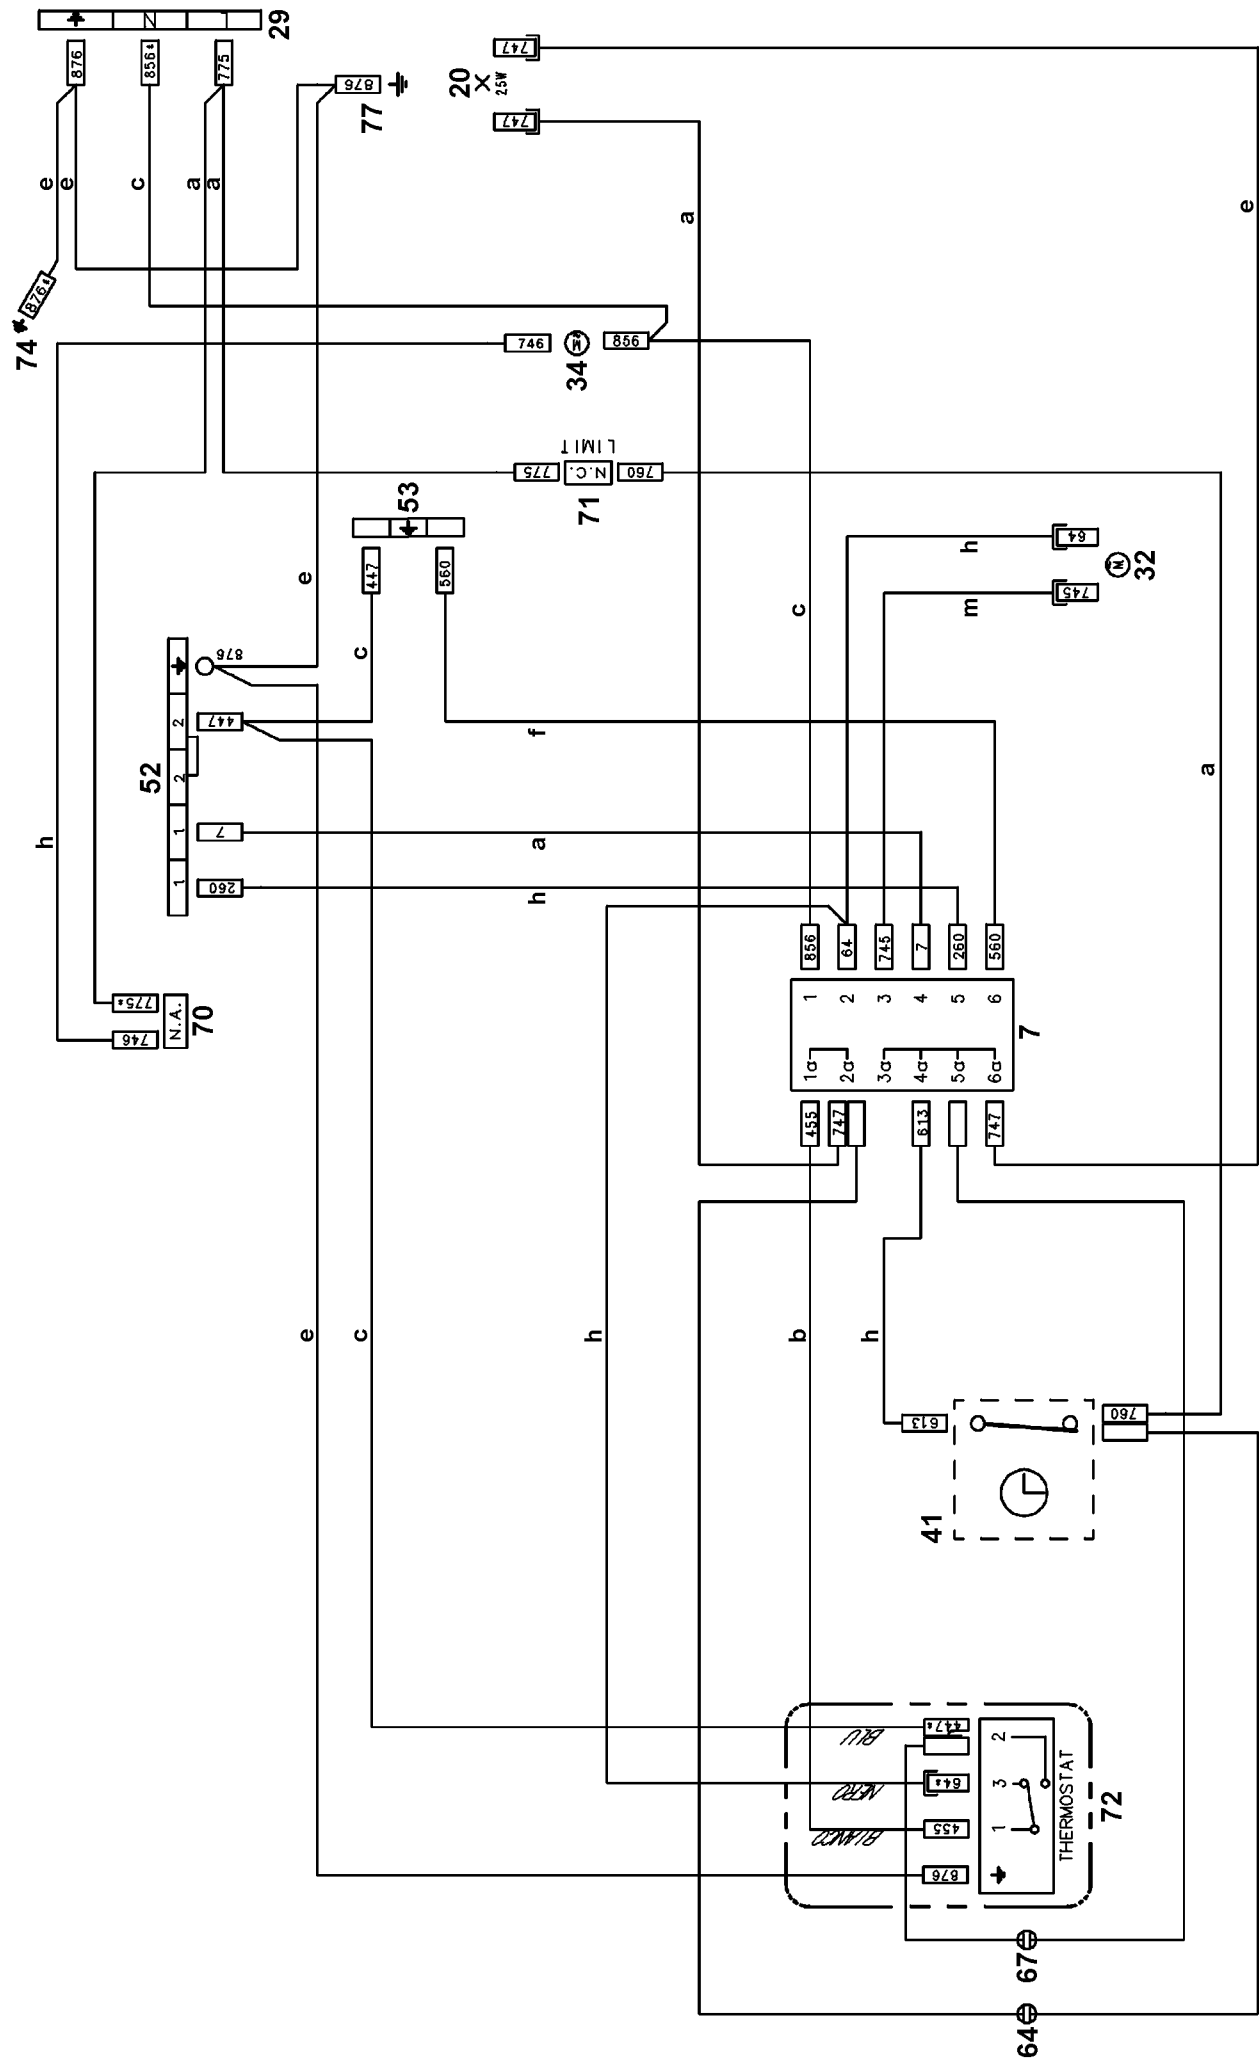 29
L
N
775
856*
876
e
e
c
a
a
876
77
20
25W
747
747
a
e
74
876*
746
34
M
856
LIMIT
775
N.C.
760
71
53
447
560
e
c
c
h
m
64
745
M
32
52
1
1
2
2
260
7
447
876
f
a
h
h
a
775*
746
N.A.
70
856
64
745
7
260
560
1
2
3
4
5
6
1a
2a
3a
4a
5a
6a
7
455
747
613
747
e
c
h
b
h
613
760
41
BLU
NERO
BIANCO
447*
64*
455
876
1
3
2
THERMOSTAT
72
67
64